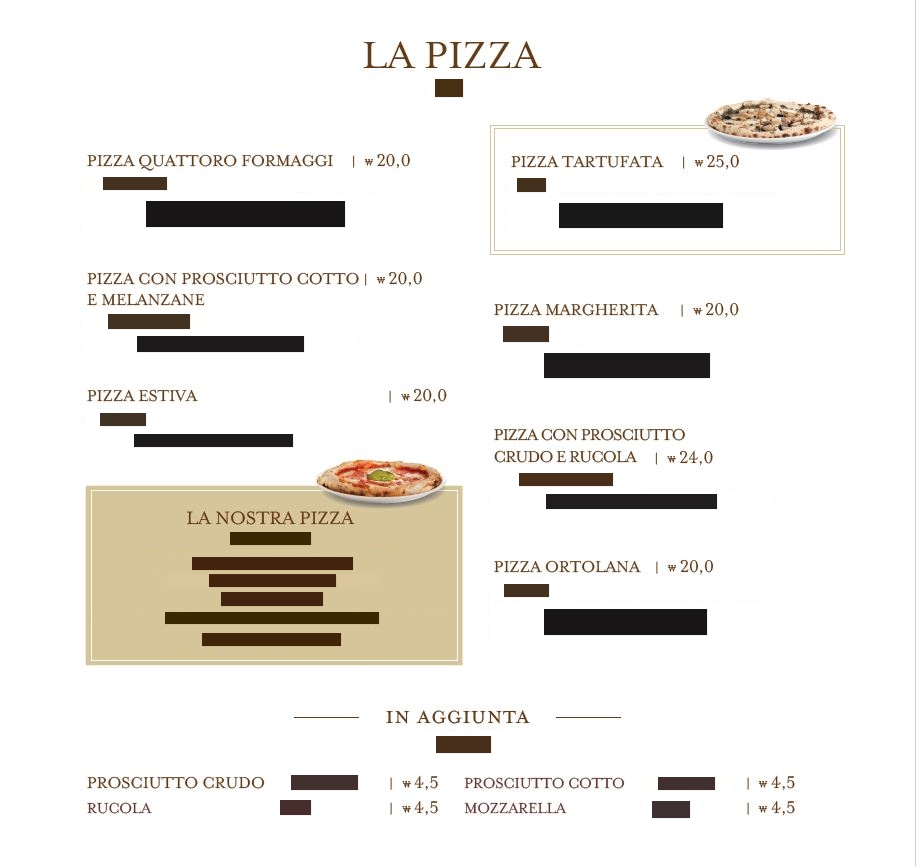 LA PIZZA
PIZZA QUATTORO FORMAGGI | ₩20,0
PIZZA CON PROSCIUTTO COTTO | ₩20,0
E MELANZANE
PIZZA ESTIVA | ₩20,0
LA NOSTRA PIZZA
PIZZA TARTUFATA | ₩25,0
PIZZA MARGHERITA | ₩20,0
PIZZA CON PROSCIUTTO
CRUDO E RUCOLA | ₩24,0
PIZZA ORTOLANA | ₩20,0
IN AGGIUNTA
PROSCIUTTO CRUDO | ₩4,5
PROSCIUTTO COTTO | ₩4,5
RUCOLA | ₩4,5
MOZZARELLA | ₩4,5